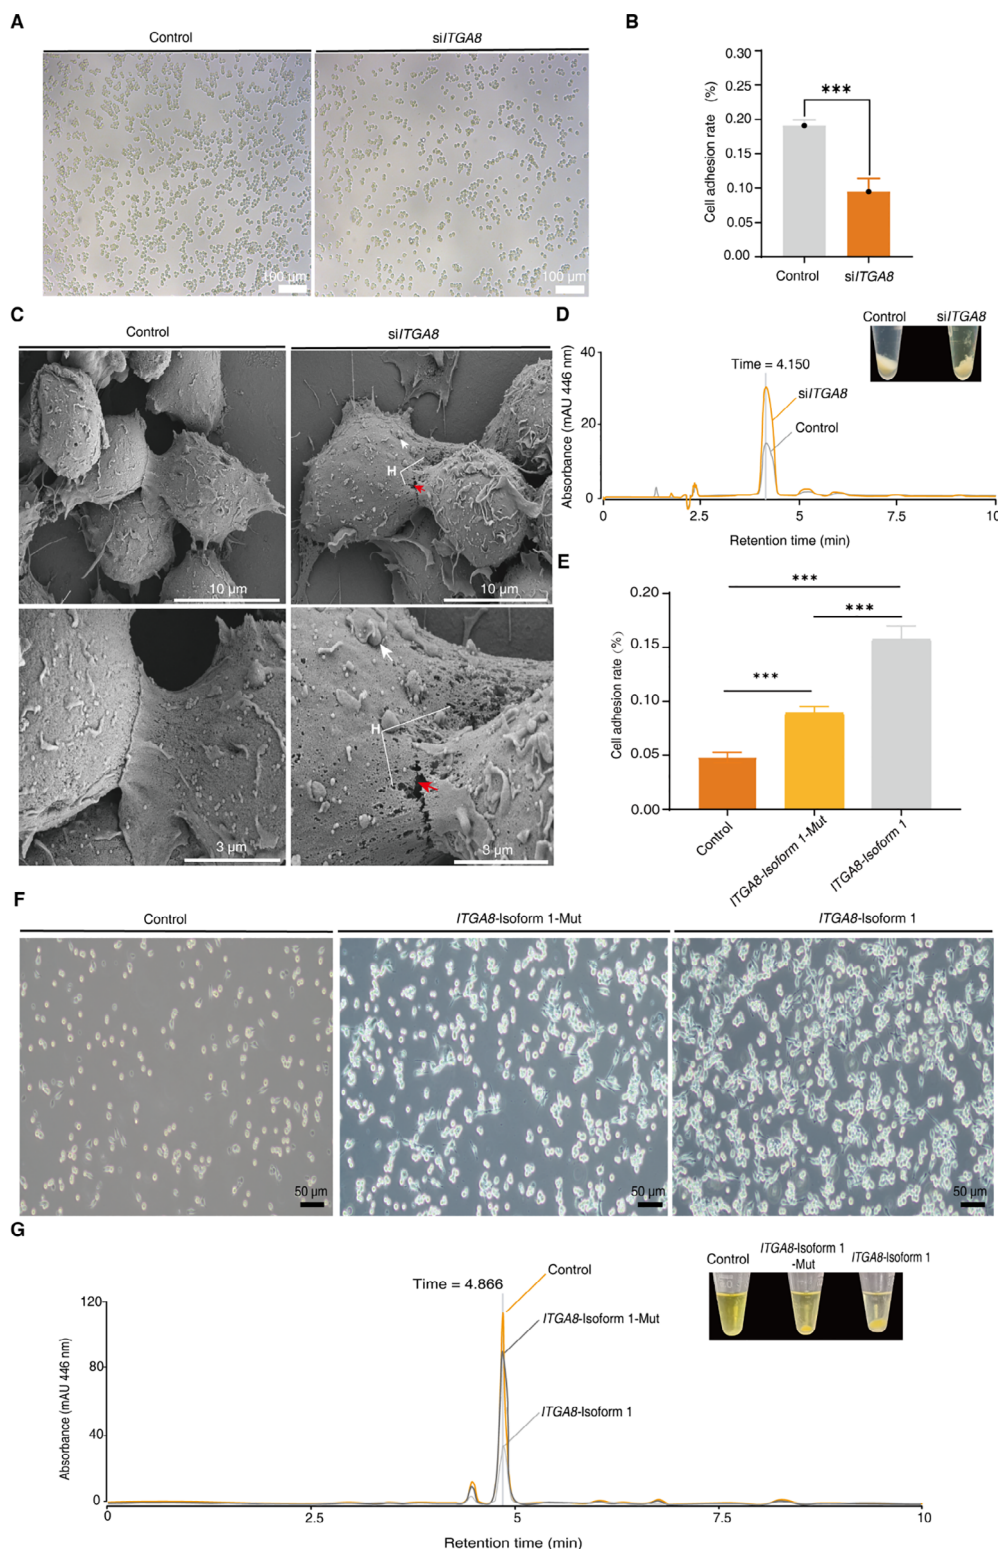 A
Control
siITGA8
100 µm
100 µm
B
Cell adhesion rate (%)
0.30
0.25
0.20
0.15
0.10
0.05
0.00
***
Control
siITGA8
C
Control
siITGA8
H
10 µm
10 µm
H
3 µm
3 µm
D
Control
siITGA8
Absorbance (mAU 446 nm)
40
20
0
Time = 4.150
siITGA8
Control
0
2.5
5
7.5
10
Retention time (min)
E
Cell adhesion rate (%)
0.20
0.15
0.10
0.05
0.00
***
***
***
Control
ITGA8-Isoform 1-Mut
ITGA8-Isoform 1
F
Control
ITGA8-Isoform 1-Mut
ITGA8-Isoform 1
50 µm
50 µm
50 µm
G
Control
ITGA8-Isoform 1
-Mut
ITGA8-Isoform 1
Time = 4.866
Control
ITGA8-Isoform 1-Mut
ITGA8-Isoform 1
Absorbance (mAU 446 nm)
120
80
40
0
0
2.5
5
7.5
10
Retention time (min)